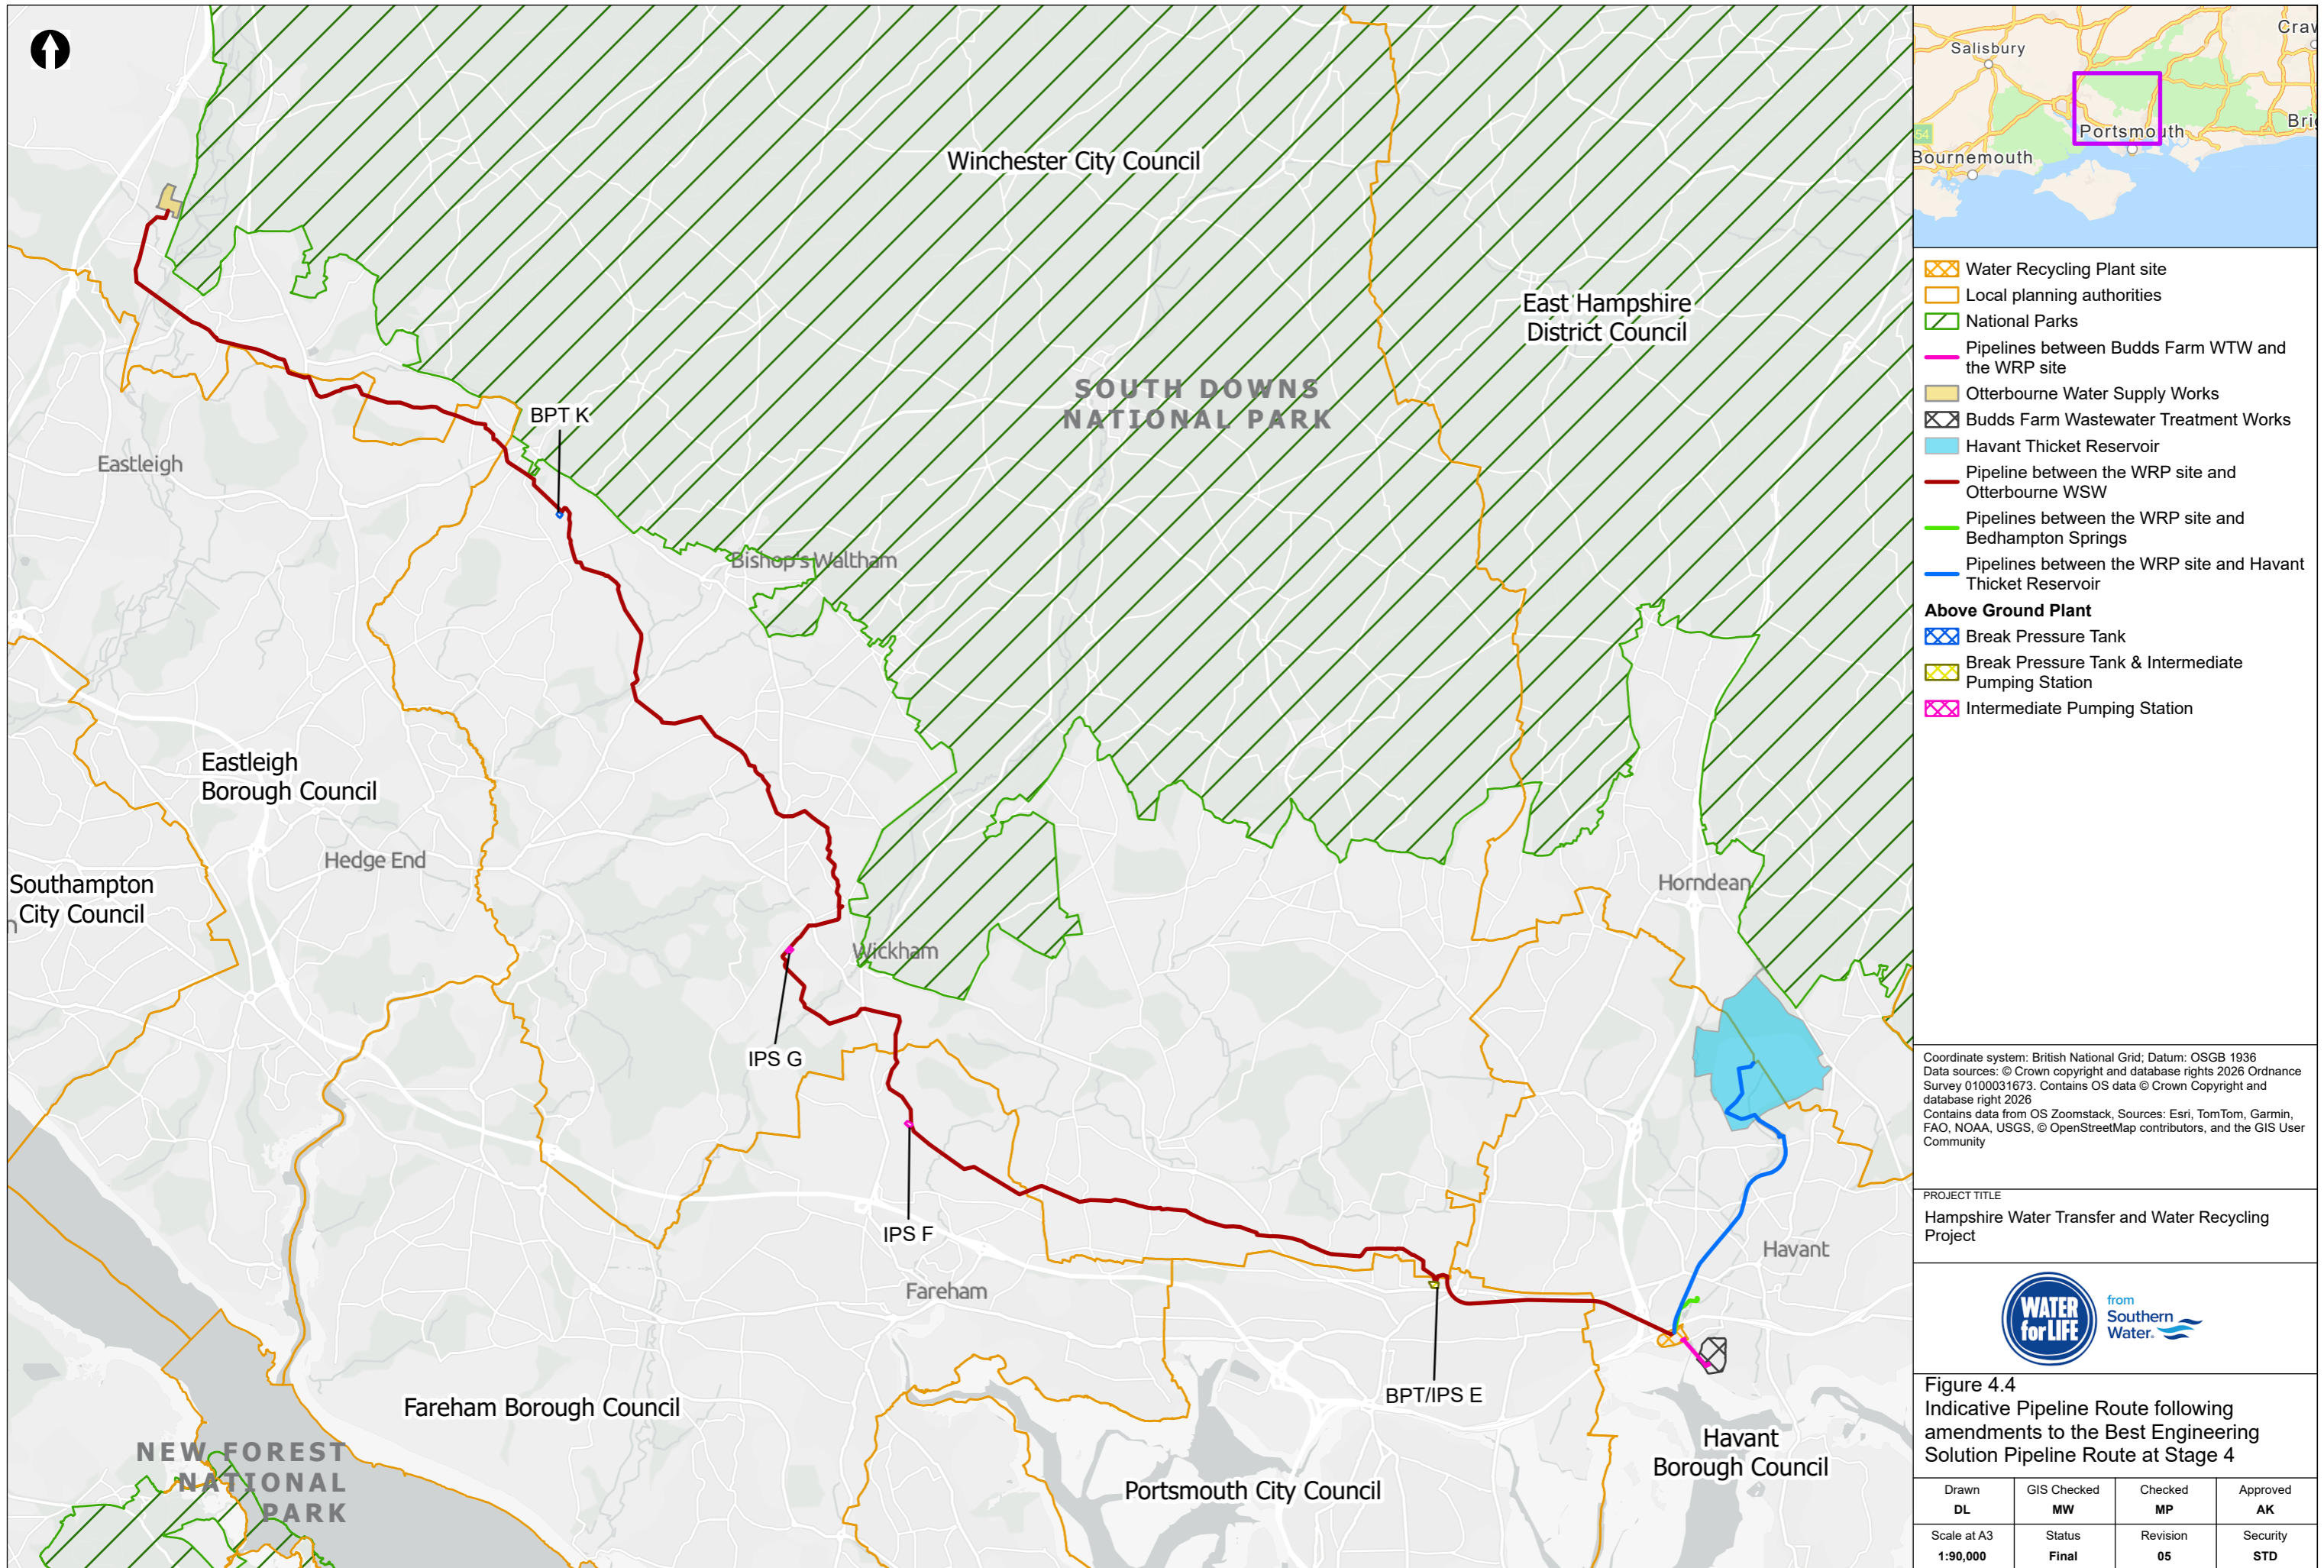 Winchester City Council
East Hampshire
District Council
SOUTH DOWNS
NATIONAL PARK
BPT K
Eastleigh
Bishop's Waltham
Eastleigh
Borough Council
Hedge End
Southampton
City Council
n
Horndean
Wickham
IPS G
IPS F
Havant
Fareham
BPT/IPS E
Fareham Borough Council
Havant
Borough Council
Portsmouth City Council
NEW FOREST
NATIONAL
PARK
Salisbury
Craw
54
Portsmouth
Brig
Bournemouth
Water Recycling Plant site
Local planning authorities
National Parks
Pipelines between Budds Farm WTW and
the WRP site
Otterbourne Water Supply Works
Budds Farm Wastewater Treatment Works
Havant Thicket Reservoir
Pipeline between the WRP site and
Otterbourne WSW
Pipelines between the WRP site and
Bedhampton Springs
Pipelines between the WRP site and Havant
Thicket Reservoir
Above Ground Plant
Break Pressure Tank
Break Pressure Tank & Intermediate
Pumping Station
Intermediate Pumping Station
Coordinate system: British National Grid; Datum: OSGB 1936
Data sources: © Crown copyright and database rights 2026 Ordnance
Survey 0100031673. Contains OS data © Crown Copyright and
database right 2026
Contains data from OS Zoomstack, Sources: Esri, TomTom, Garmin,
FAO, NOAA, USGS, © OpenStreetMap contributors, and the GIS User
Community
PROJECT TITLE
Hampshire Water Transfer and Water Recycling
Project
WATER
for LIFE
from
Southern
Water.
Figure 4.4
Indicative Pipeline Route following
amendments to the Best Engineering
Solution Pipeline Route at Stage 4
Drawn GIS Checked Checked Approved
DL MW MP AK
Scale at A3 Status Revision Security
1:90,000 Final 05 STD